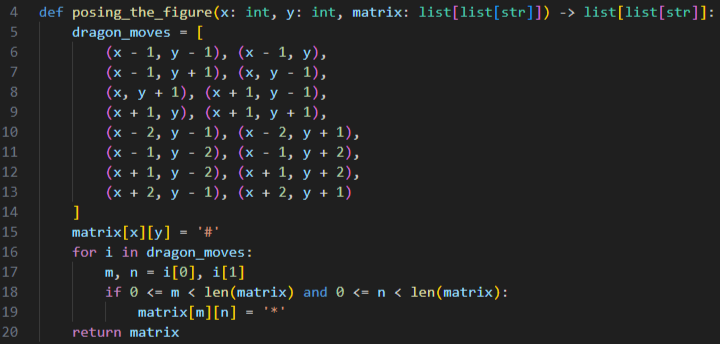 4 def posing_the_figure(x: int, y: int, matrix: list[list[str]]) -> list[list[str]]:
5     dragon_moves = [
6         (x - 1, y - 1), (x - 1, y),
7         (x - 1, y + 1), (x, y - 1),
8         (x, y + 1), (x + 1, y - 1),
9         (x + 1, y), (x + 1, y + 1),
10         (x - 2, y - 1), (x - 2, y + 1),
11         (x - 1, y - 2), (x - 1, y + 2),
12         (x + 1, y - 2), (x + 1, y + 2),
13         (x + 2, y - 1), (x + 2, y + 1)
14     ]
15     matrix[x][y] = '#'
16     for i in dragon_moves:
17         m, n = i[0], i[1]
18         if 0 <= m < len(matrix) and 0 <= n < len(matrix):
19             matrix[m][n] = '*'
20     return matrix